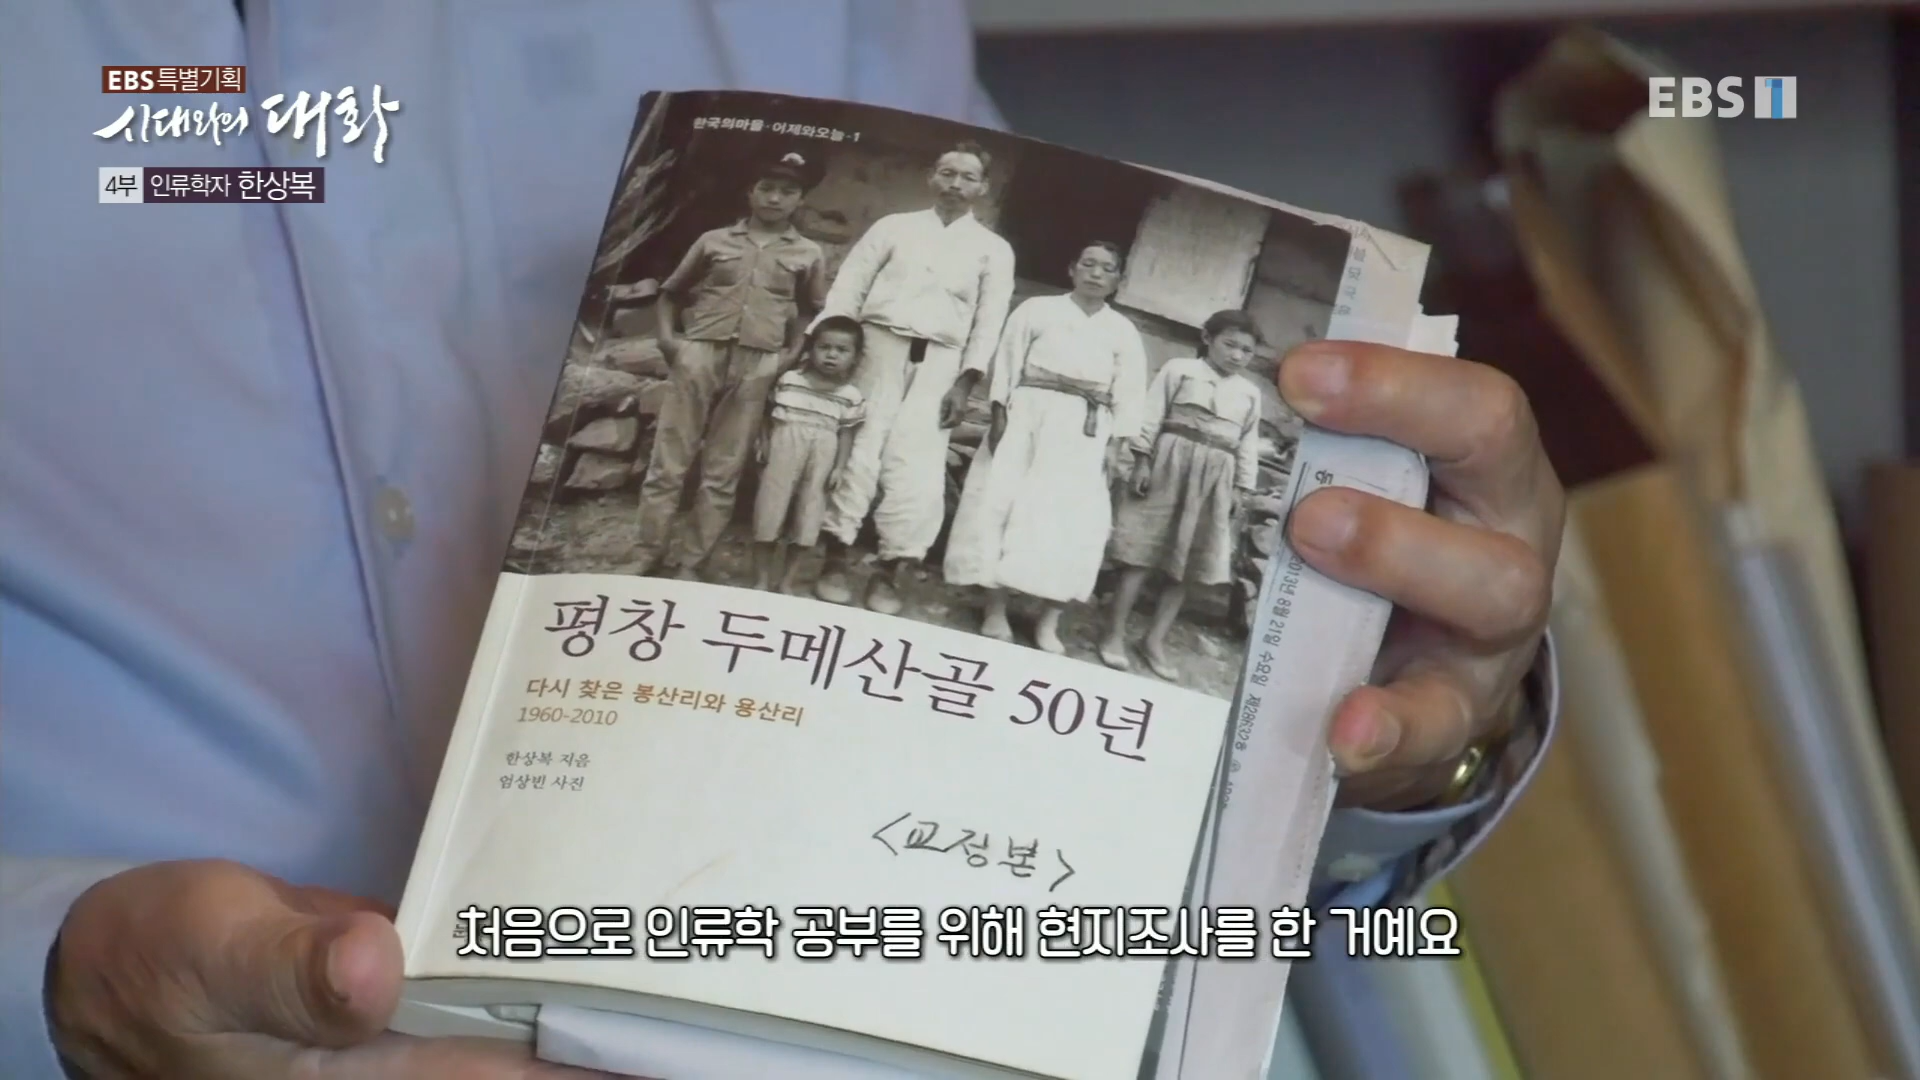 EBS특별기획
시대와의 대화
4부 인류학자 한상복
EBS 1
한국의마을·어제와오늘·1
평창 두메산골 50년
다시 찾은 봉산리와 용산리
1960-2010
한상복 지음
엄상빈 사진
<교정본>
2013년 8월 21일 수요일
처음으로 인류학 공부를 위해 현지조사를 한 거예요